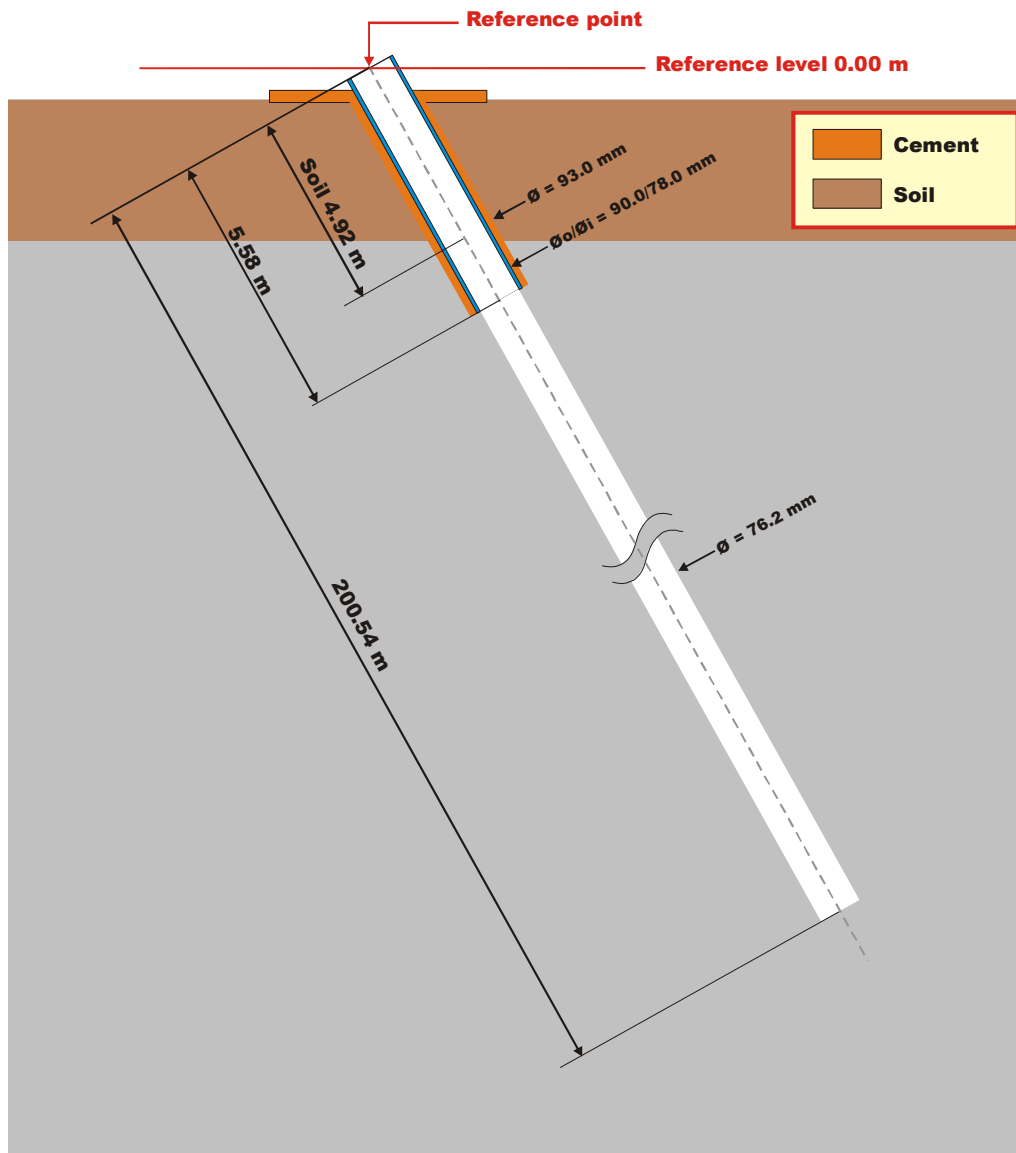 Reference point
Reference level 0.00 m
Cement
Soil
Ø = 93.0 mm
Øo/Øi = 90.0/78.0 mm
Soil 4.92 m
5.58 m
Ø = 76.2 mm
200.54 m